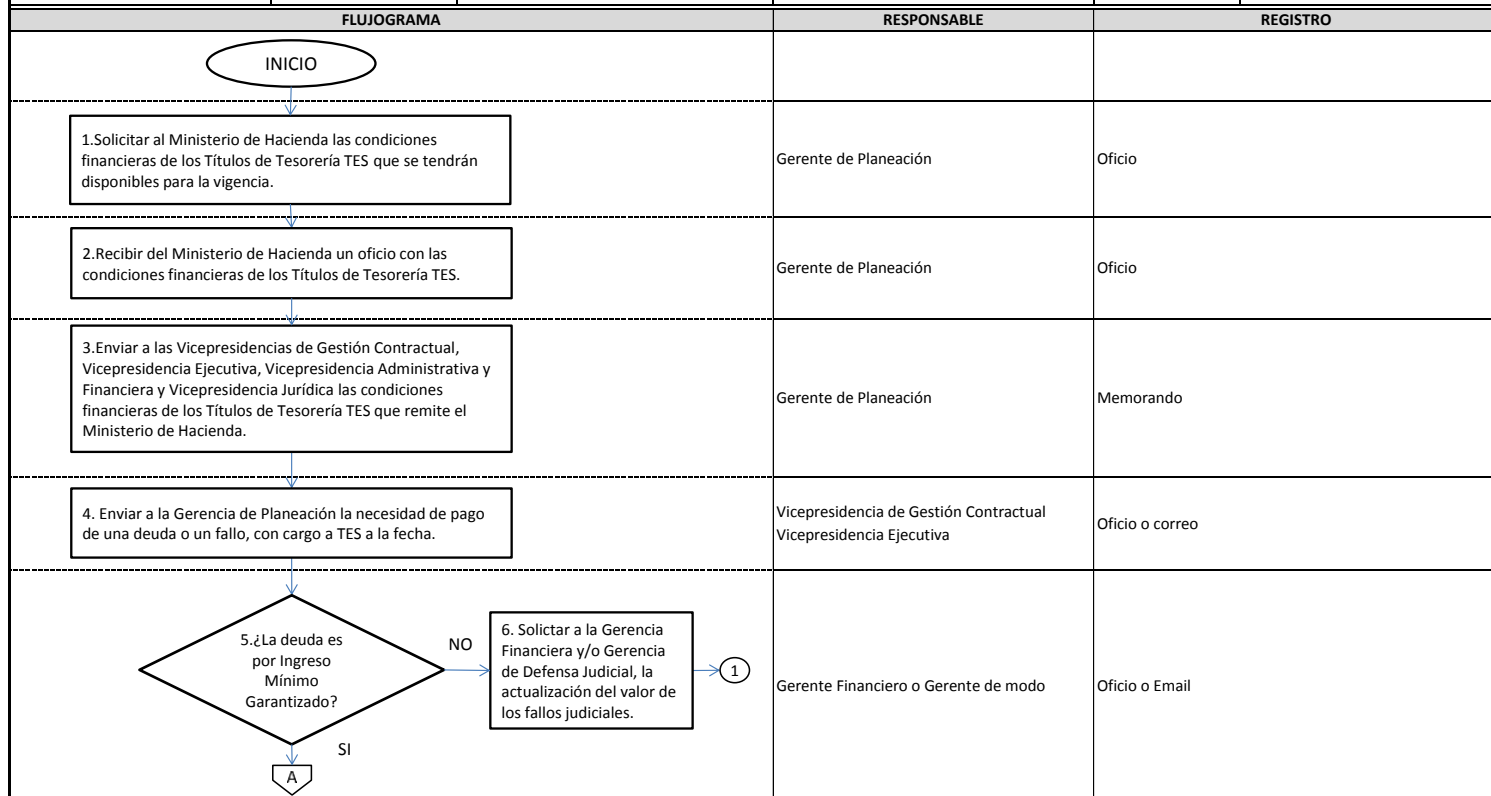 FLUJOGRAMA
RESPONSABLE
REGISTRO
INICIO
1.Solicitar al Ministerio de Hacienda las condiciones
financieras de los Títulos de Tesorería TES que se tendrán
disponibles para la vigencia.
Gerente de Planeación
Oficio
2.Recibir del Ministerio de Hacienda un oficio con las
condiciones financieras de los Títulos de Tesorería TES.
Gerente de Planeación
Oficio
3.Enviar a las Vicepresidencias de Gestión Contractual,
Vicepresidencia Ejecutiva, Vicepresidencia Administrativa y
Financiera y Vicepresidencia Jurídica las condiciones
financieras de los Títulos de Tesorería TES que remite el
Ministerio de Hacienda.
Gerente de Planeación
Memorando
4. Enviar a la Gerencia de Planeación la necesidad de pago
de una deuda o un fallo, con cargo a TES a la fecha.
Vicepresidencia de Gestión Contractual
Vicepresidencia Ejecutiva
Oficio o correo
5.¿La deuda es
por Ingreso
Mínimo
Garantizado?
NO
6. Solictar a la Gerencia
Financiera y/o Gerencia
de Defensa Judicial, la
actualización del valor de
los fallos judiciales.
1
Gerente Financiero o Gerente de modo
Oficio o Email
SI
A